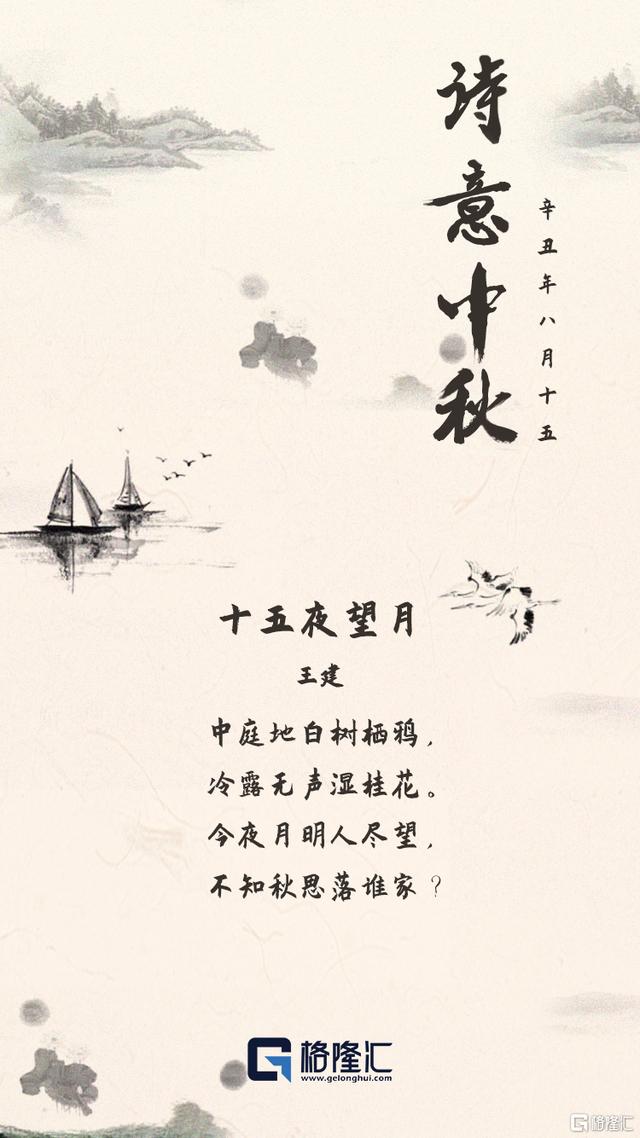 诗意中秋
辛丑年八月十五
十五夜望月
王建
中庭地白树栖鸦，
冷露无声湿桂花。
今夜月明人尽望，
不知秋思落谁家？
格隆汇
www.gelonghui.com
格隆汇